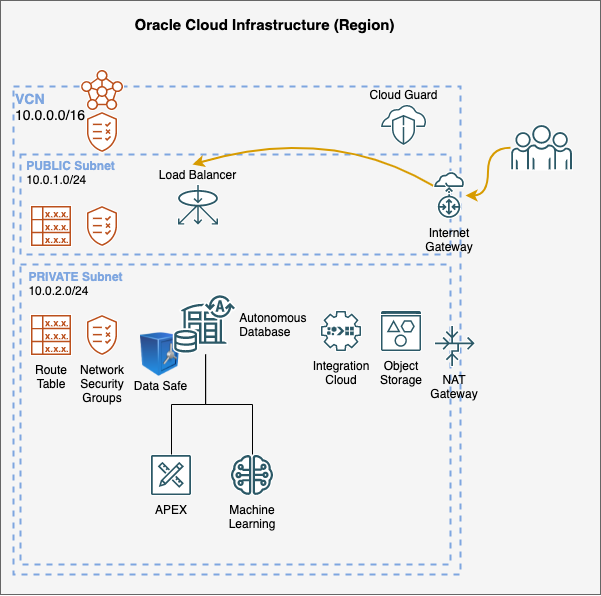 Oracle Cloud Infrastructure (Region)
VCN
10.0.0.0/16
Cloud Guard
PUBLIC Subnet
10.0.1.0/24
Load Balancer
x.x.x.
x.x.x.
x.x.x.
Internet
Gateway
PRIVATE Subnet
10.0.2.0/24
A
Autonomous
Database
x.x.x.
x.x.x.
x.x.x.
Route
Table
Network
Security
Groups
Data Safe
Integration
Cloud
Object
Storage
NAT
Gateway
APEX
Machine
Learning